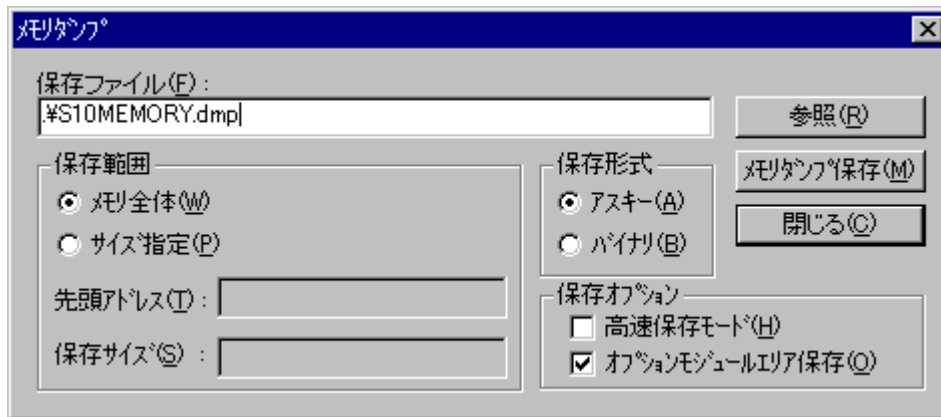 ﾒﾓﾘﾀﾞﾝﾌﾟ
保存ファイル(F) :
.¥S10MEMORY.dmp
参照(R)
保存範囲
ﾒﾓﾘ全体(W)
ｻｲｽﾞ指定(P)
先頭ｱﾄﾞﾚｽ(T) :
保存ｻｲｽﾞ(S) :
保存形式
ｱｽｷｰ(A)
ﾊﾞｲﾅﾘ(B)
ﾒﾓﾘﾀﾞﾝﾌﾟ保存(M)
閉じる(C)
保存ｵﾌﾟｼｮﾝ
高速保存ﾓｰﾄﾞ(H)
ｵﾌﾟｼｮﾝﾓｼﾞｭｰﾙｴﾘｱ保存(O)